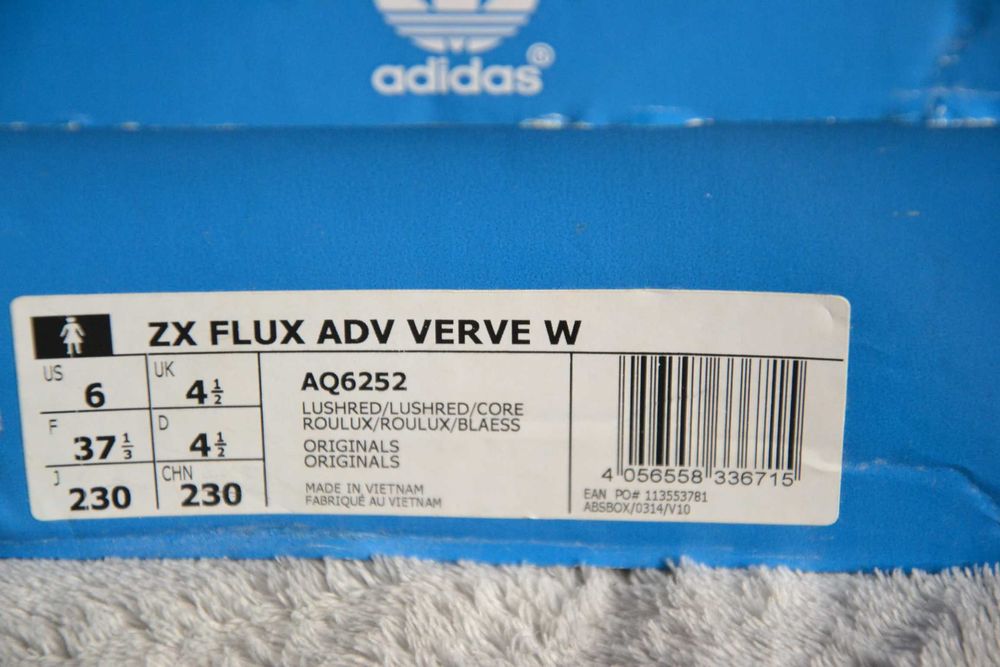 adidas®
ZX FLUX ADV VERVE W
US 6
UK 4½
F 37⅓
D 4½
J 230
CHN 230
AQ6252
LUSHRED/LUSHRED/CORE
ROULUX/ROULUX/BLAESS
ORIGINALS
ORIGINALS
MADE IN VIETNAM
FABRIQUÉ AU VIETNAM
4 056558 336715
EAN PO# 113553781
ABSBOX/0314/V10